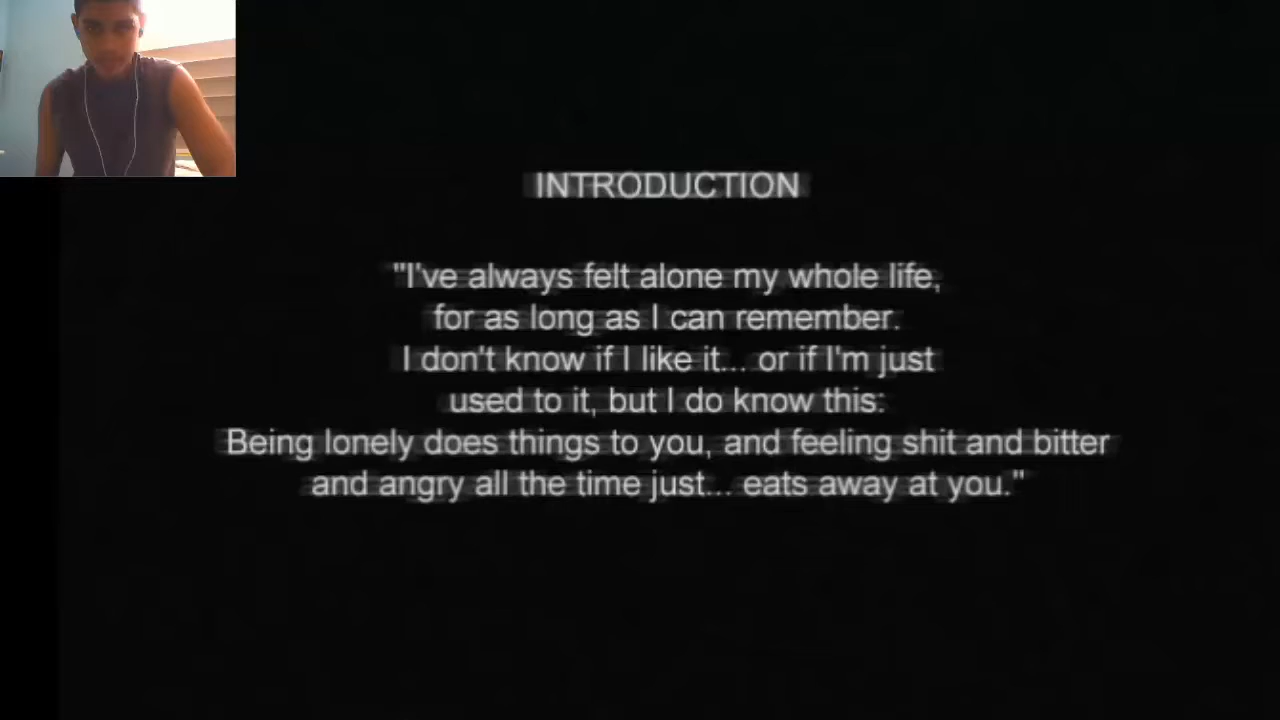 INTRODUCTION
"I've always felt alone my whole life,
for as long as I can remember.
I don't know if I like it... or if I'm just
used to it, but I do know this:
Being lonely does things to you, and feeling shit and bitter
and angry all the time just... eats away at you."